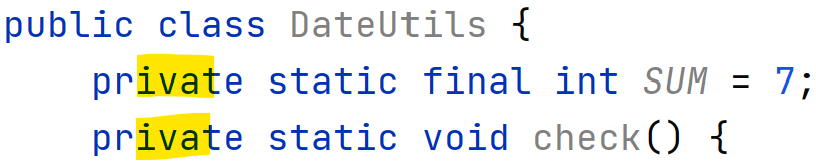 public class DateUtils {
    private static final int SUM = 7;
    private static void check() {